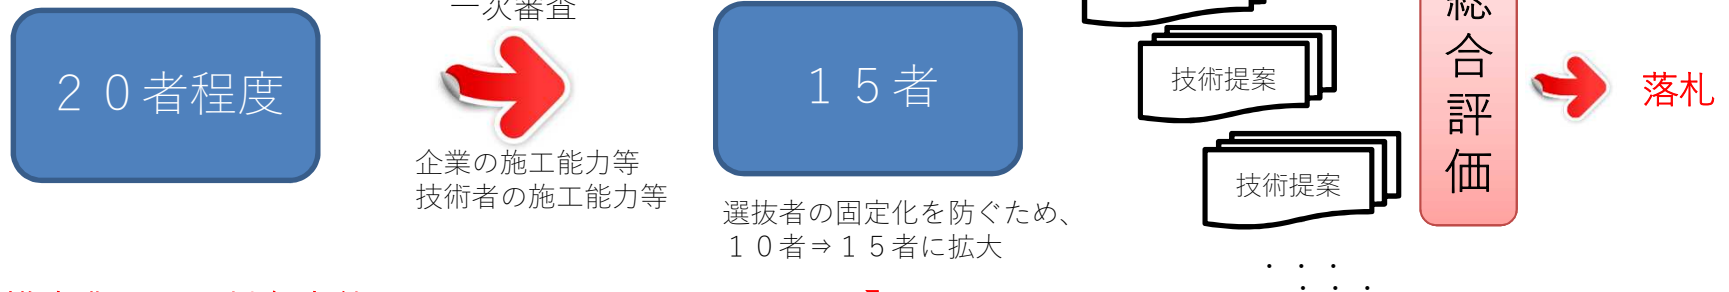 一次審査
２０者程度
企業の施工能力等
技術者の施工能力等
１５者
選抜者の固定化を防ぐため、
１０者⇒１５者に拡大
技術提案
技術提案
・・・
・・・
総合評価
落札